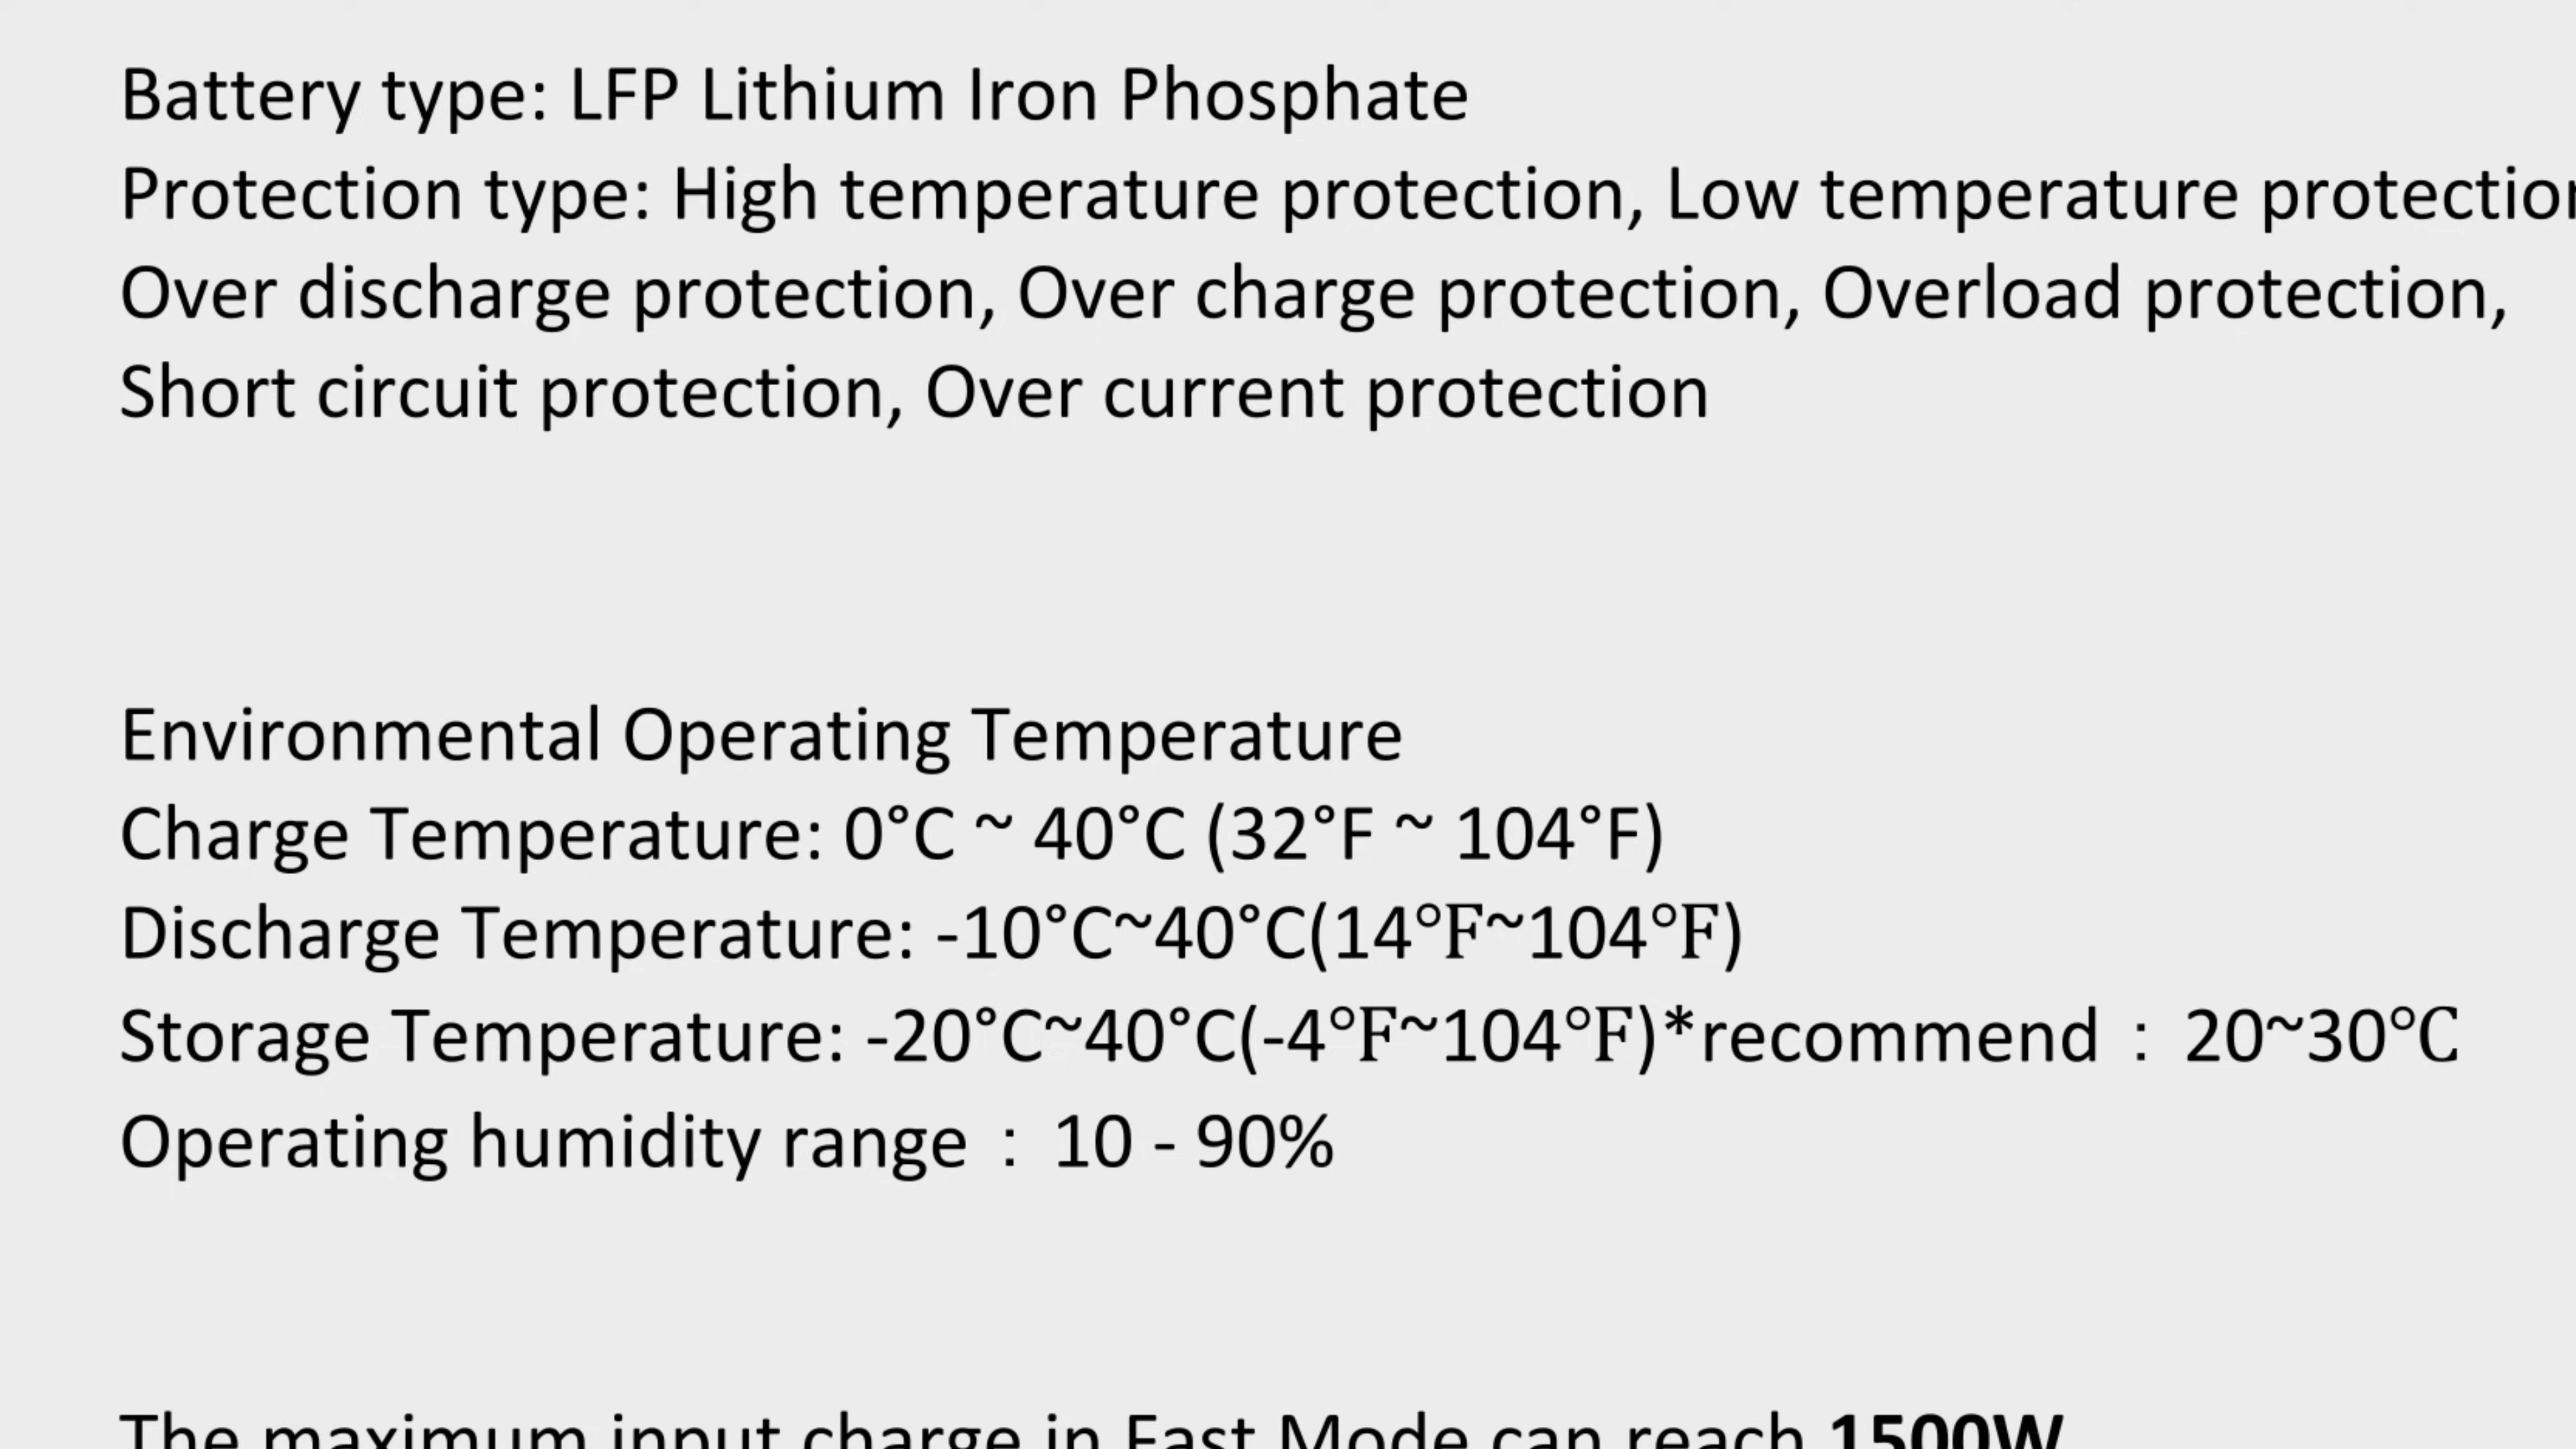 Battery type: LFP Lithium Iron Phosphate
Protection type: High temperature protection, Low temperature protection
Over discharge protection, Over charge protection, Overload protection,
Short circuit protection, Over current protection
Environmental Operating Temperature
Charge Temperature: 0°C ~ 40°C (32°F ~ 104°F)
Discharge Temperature: -10°C~40°C(14℉~104℉)
Storage Temperature: -20°C~40°C(-4℉~104℉)*recommend：20~30℃
Operating humidity range：10 - 90%
The maximum input charge in Fast Mode can reach 1500W